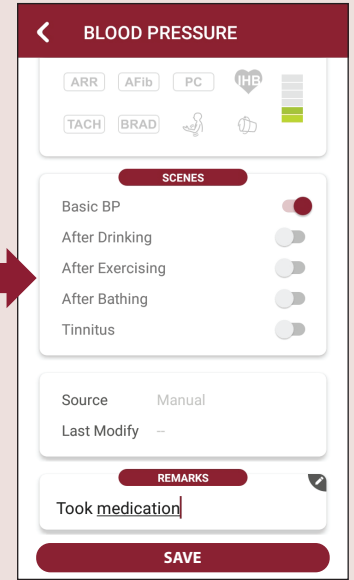 BLOOD PRESSURE
ARR AFib PC IHB
TACH BRAD
SCENES
Basic BP
After Drinking
After Exercising
After Bathing
Tinnitus
Source Manual
Last Modify --
REMARKS
Took medication
SAVE